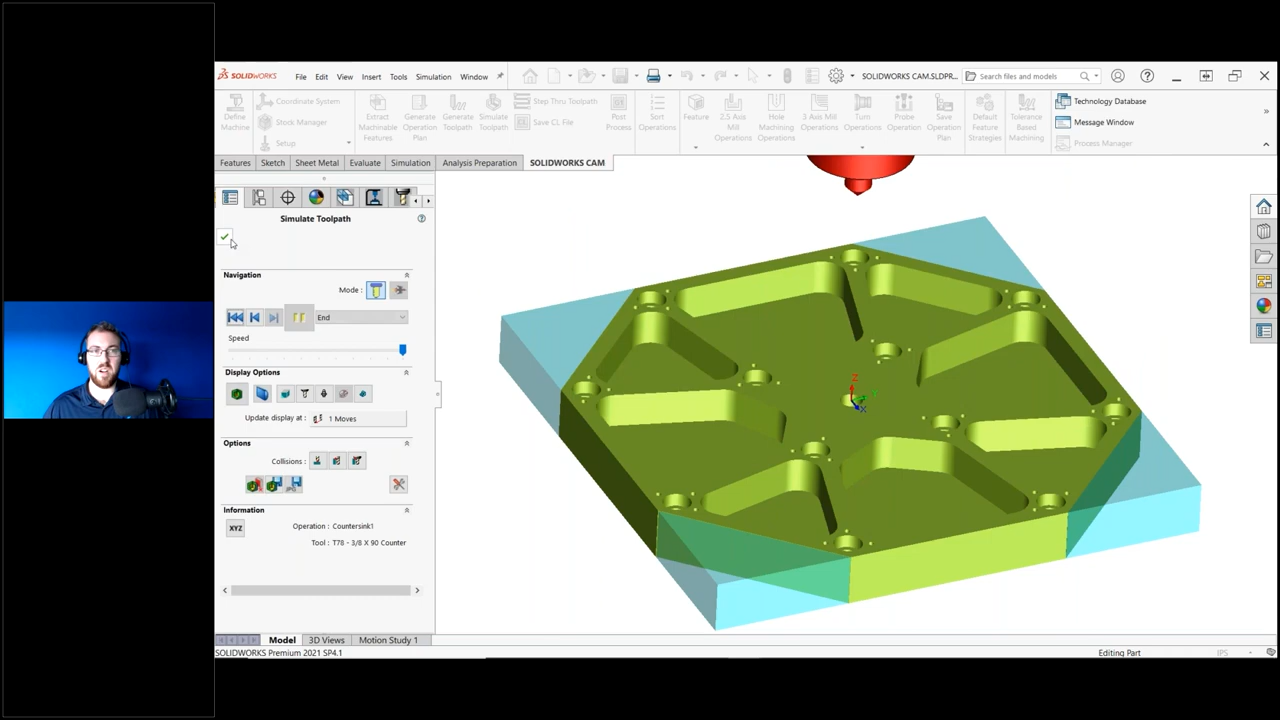 SOLIDWORKS File Edit View Insert Tools Simulation Window SOLIDWORKS CAM.SLDPR... Search files and models
Define Machine
Coordinate System
Stock Manager
Setup
Extract Machinable Features
Generate Operation Plan
Generate Toolpath
Simulate Toolpath
Step Thru Toolpath
Save CL File
Post Process
Sort Operations
Feature
2.5 Axis Mill Operations
Hole Machining Operations
3 Axis Mill Operations
Turn Operations
Probe Operations
Save Operation Plan
Default Feature Strategies
Tolerance Based Machining
Technology Database
Message Window
Process Manager
Features Sketch Sheet Metal Evaluate Simulation Analysis Preparation SOLIDWORKS CAM
Simulate Toolpath
Navigation
Mode :
End
Speed
Display Options
Update display at : 1 Moves
Options
Collisions :
Information
XYZ
Operation : Countersink1
Tool : T78 - 3/8 X 90 Counter
Z
Y
X
Model 3D Views Motion Study 1
SOLIDWORKS Premium 2021 SP4.1 Editing Part IPS